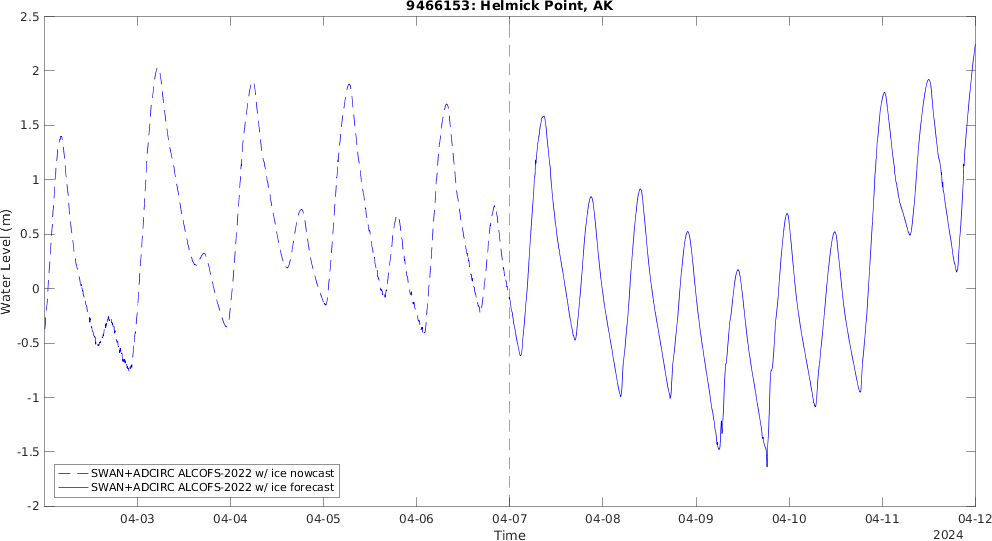 9466153: Helmick Point, AK
Water Level (m)
2.5
2
1.5
1
0.5
0
-0.5
-1
-1.5
-2
SWAN+ADCIRC ALCOFS-2022 w/ ice nowcast
SWAN+ADCIRC ALCOFS-2022 w/ ice forecast
04-03 04-04 04-05 04-06 04-07 04-08 04-09 04-10 04-11 04-12
Time
2024